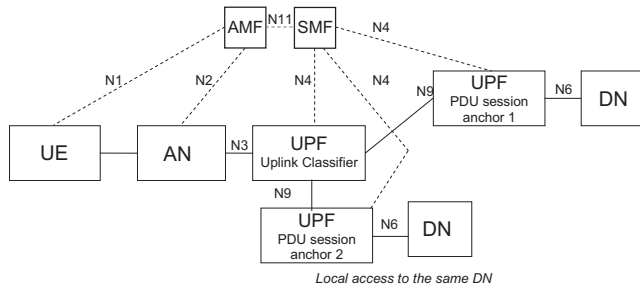 AMF
N11
SMF
N4
N1
N2
N4
N4
UPF
PDU session
anchor 1
N6
DN
N9
UE
AN
N3
UPF
Uplink Classifier
N9
UPF
PDU session
anchor 2
N6
DN
Local access to the same DN